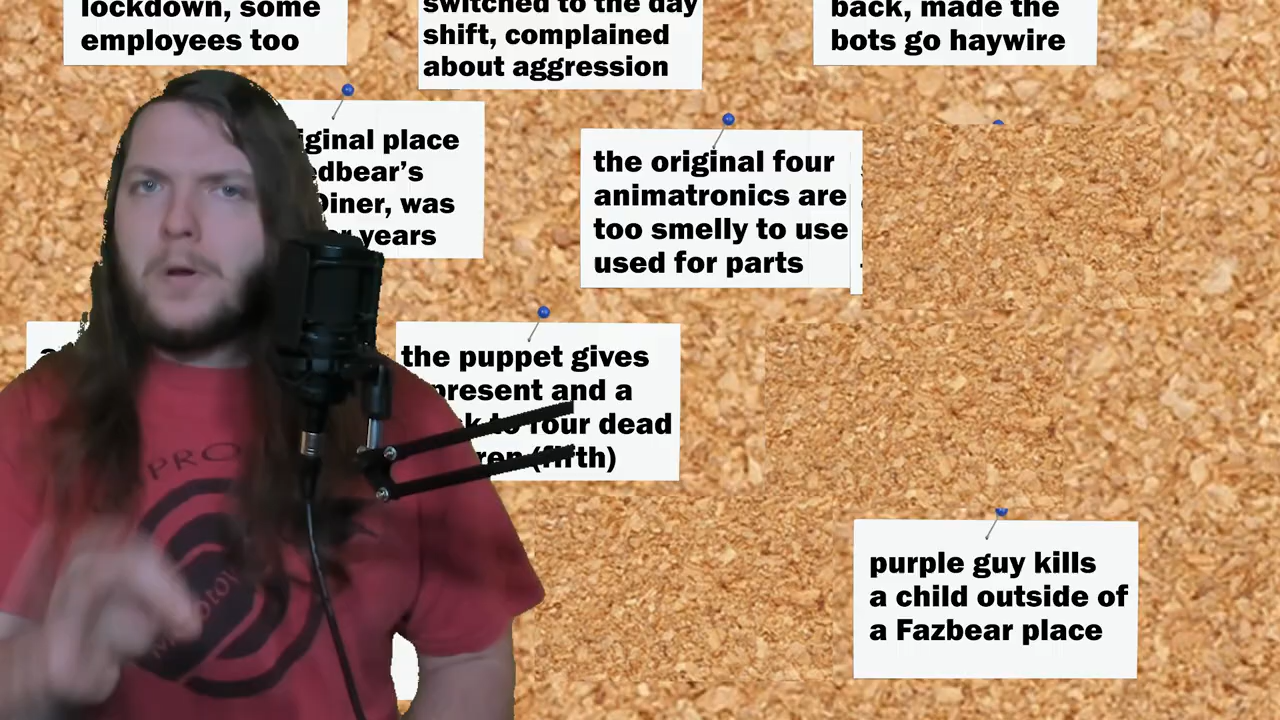 lockdown, some
employees too
switched to the day
shift, complained
about aggression
back, made the
bots go haywire
place
Diner, was
years
the original four
animatronics are
too smelly to use
used for parts
the puppet gives
present and a
to four dead
(fifth)
purple guy kills
a child outside of
a Fazbear place
PRO